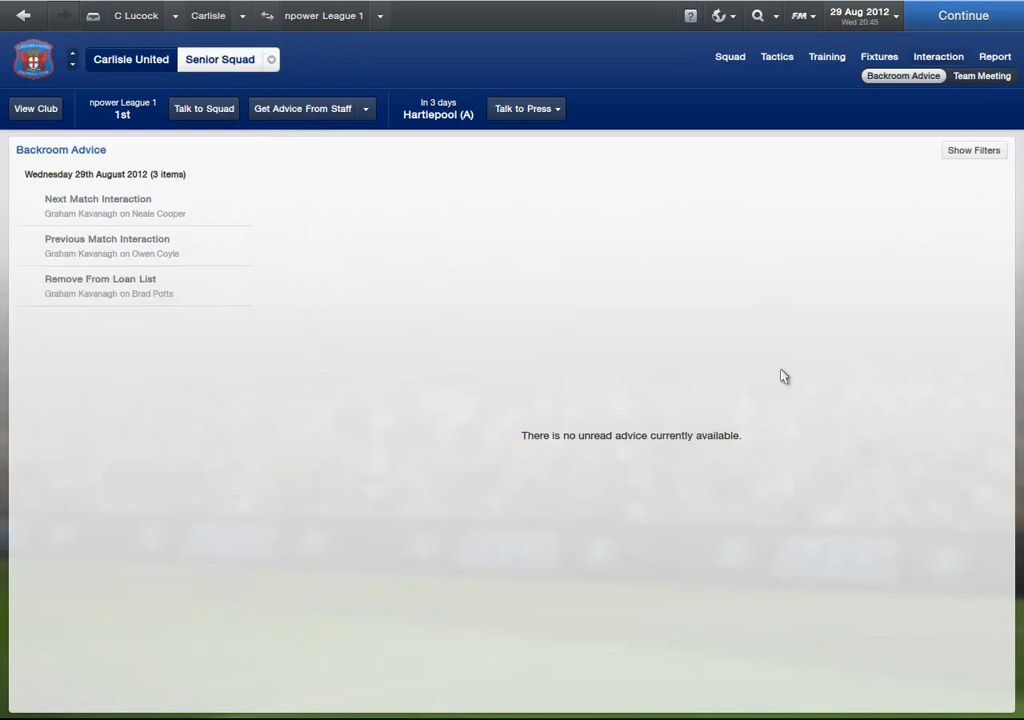 C Lucock Carlisle npower League 1 ? FM 29 Aug 2012 Continue
Wed 20:45
Carlisle United Senior Squad Squad Tactics Training Fixtures Interaction Report
Backroom Advice Team Meeting
View Club npower League 1 Talk to Squad Get Advice From Staff In 3 days Talk to Press
1st Hartlepool (A)
Backroom Advice Show Filters
Wednesday 29th August 2012 (3 items)
Next Match Interaction
Graham Kavanagh on Neale Cooper
Previous Match Interaction
Graham Kavanagh on Owen Coyle
Remove From Loan List
Graham Kavanagh on Brad Potts
There is no unread advice currently available.